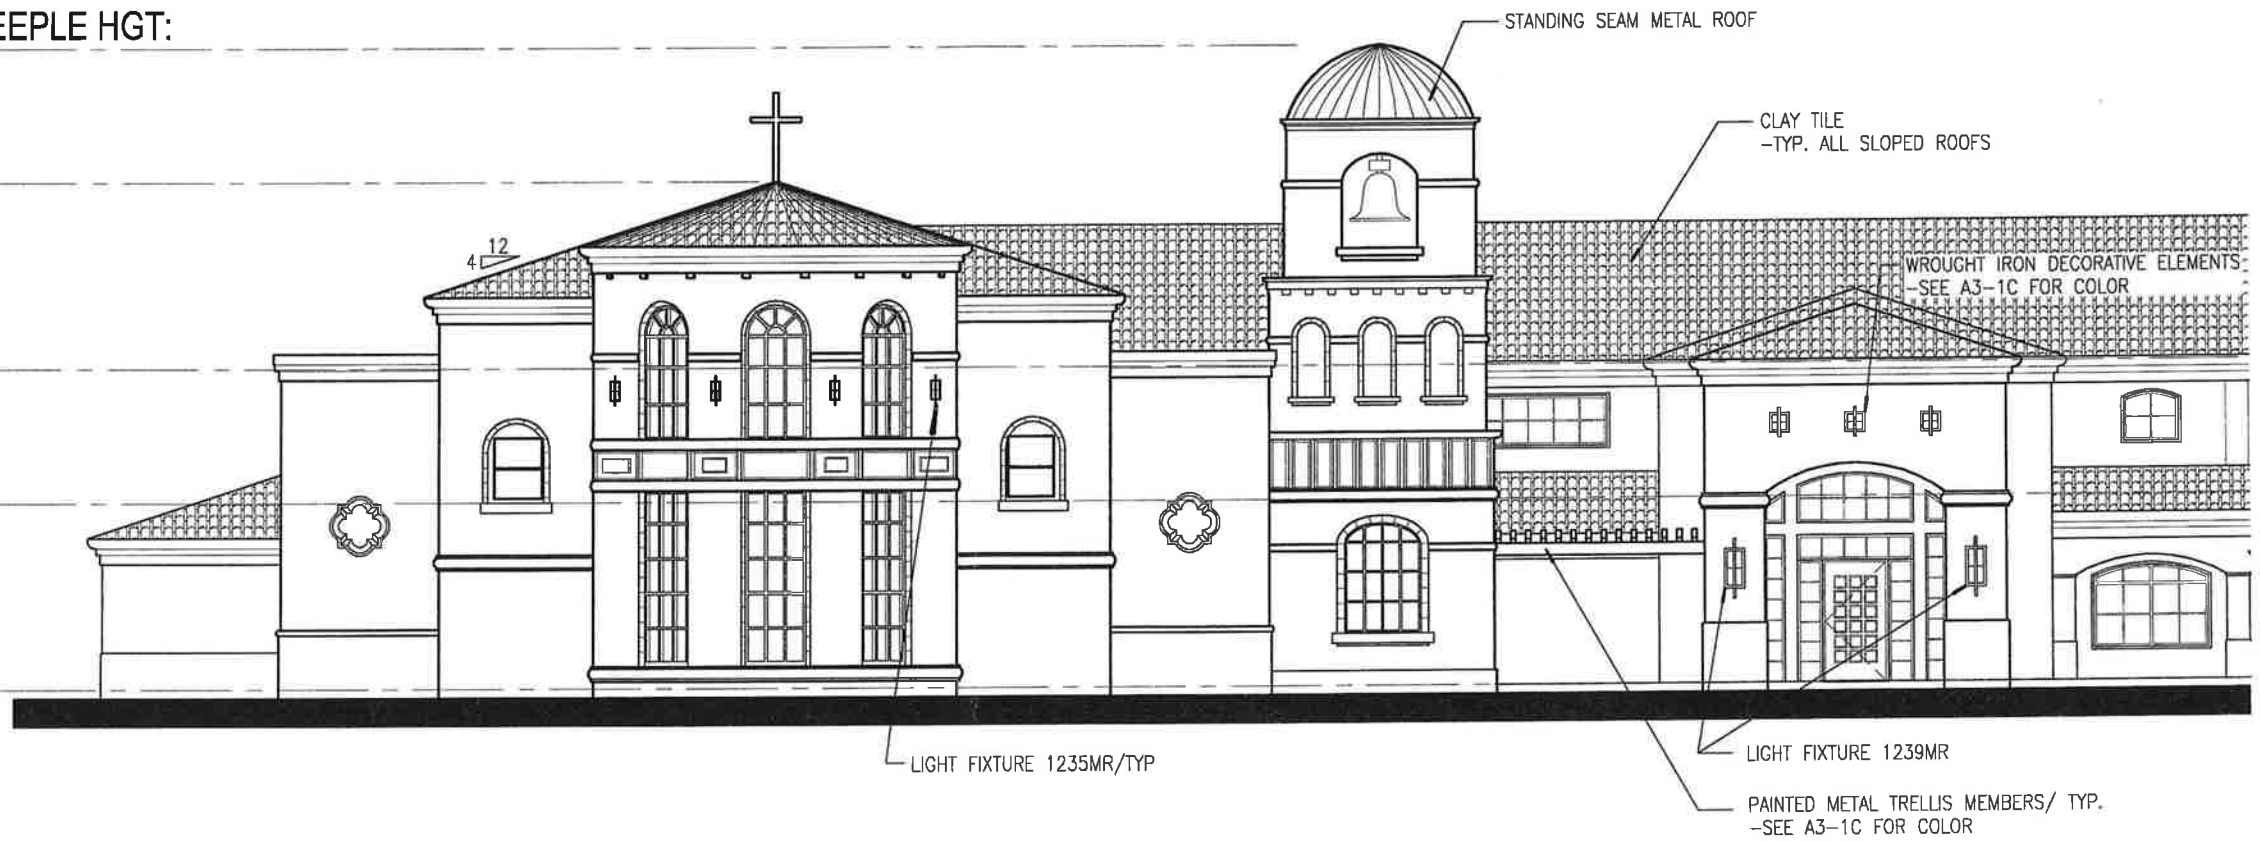 EEPLE HGT:
STANDING SEAM METAL ROOF
CLAY TILE
-TYP. ALL SLOPED ROOFS
12
4
WROUGHT IRON DECORATIVE ELEMENTS
-SEE A3-1C FOR COLOR
LIGHT FIXTURE 1235MR/TYP
LIGHT FIXTURE 1239MR
PAINTED METAL TRELLIS MEMBERS/ TYP.
-SEE A3-1C FOR COLOR